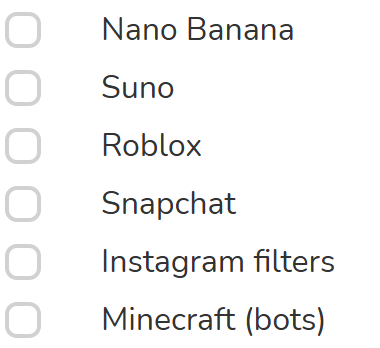 Nano Banana
Suno
Roblox
Snapchat
Instagram filters
Minecraft (bots)